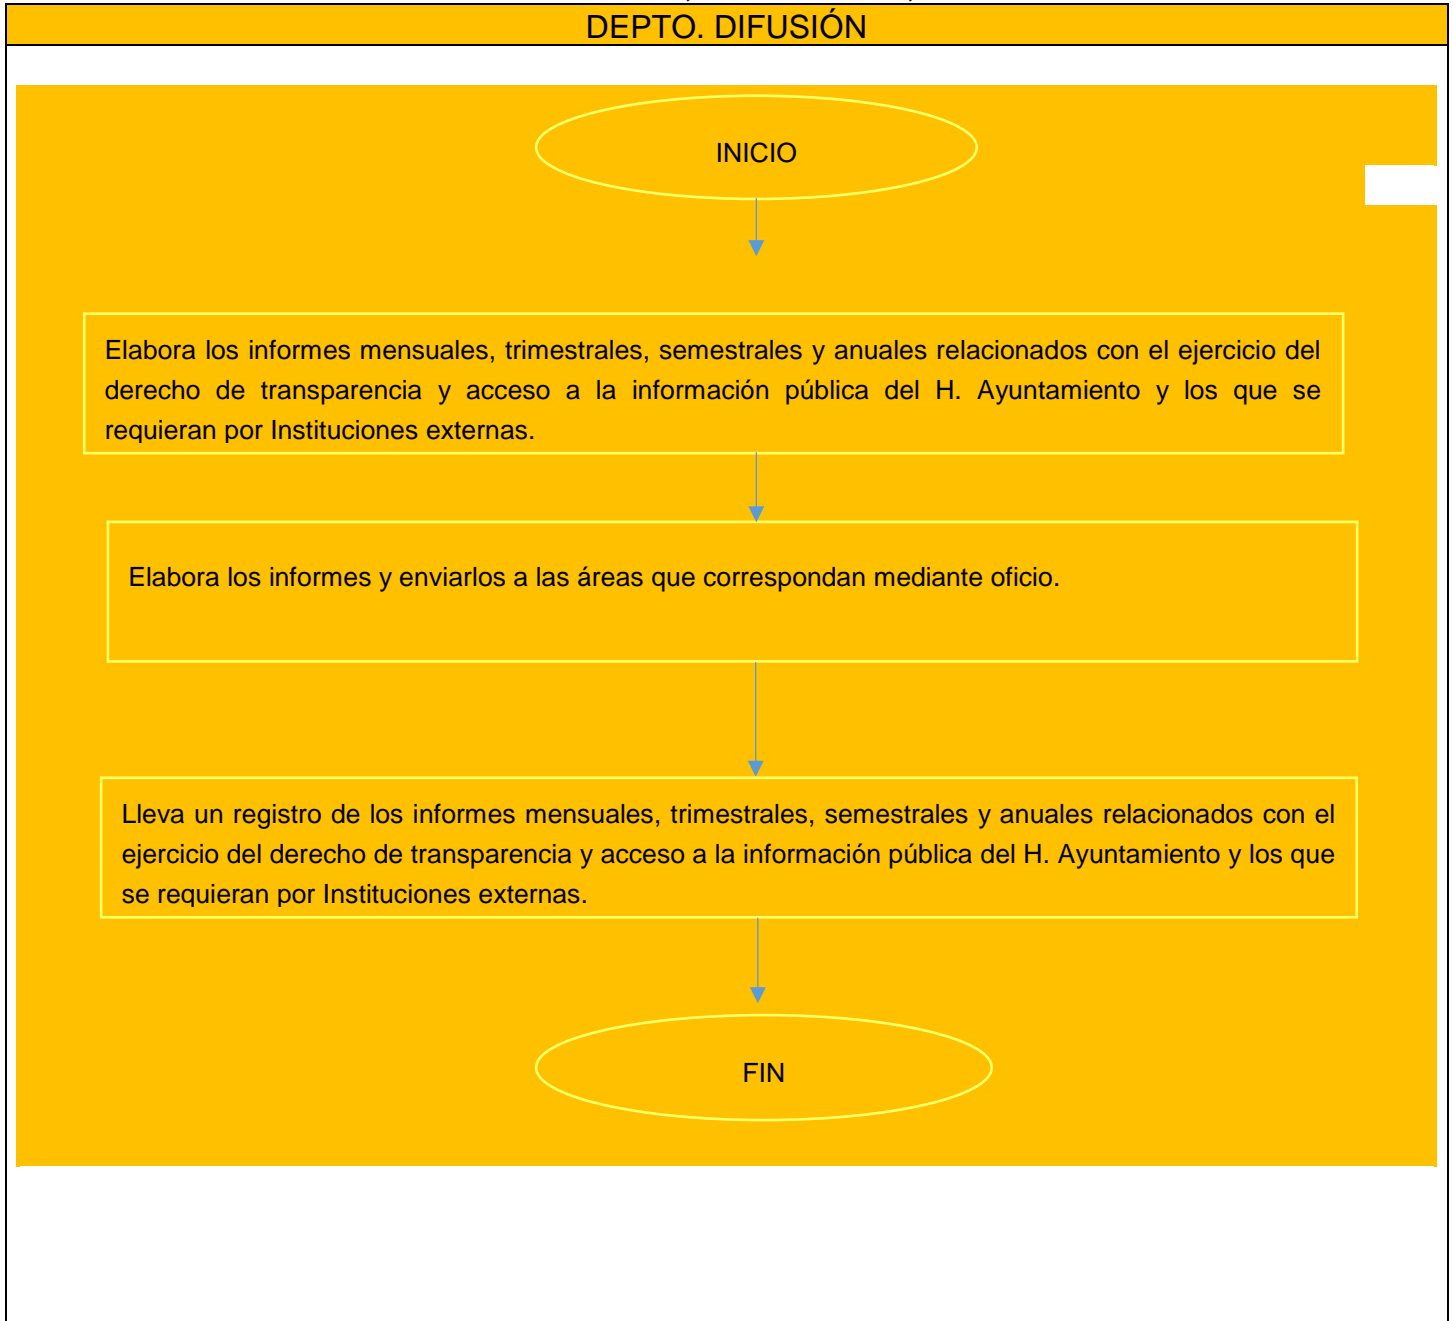 DEPTO. DIFUSIÓN
INICIO
Elabora los informes mensuales, trimestrales, semestrales y anuales relacionados con el ejercicio del
derecho de transparencia y acceso a la información pública del H. Ayuntamiento y los que se
requieran por Instituciones externas.
Elabora los informes y enviarlos a las áreas que correspondan mediante oficio.
Lleva un registro de los informes mensuales, trimestrales, semestrales y anuales relacionados con el
ejercicio del derecho de transparencia y acceso a la información pública del H. Ayuntamiento y los que
se requieran por Instituciones externas.
FIN